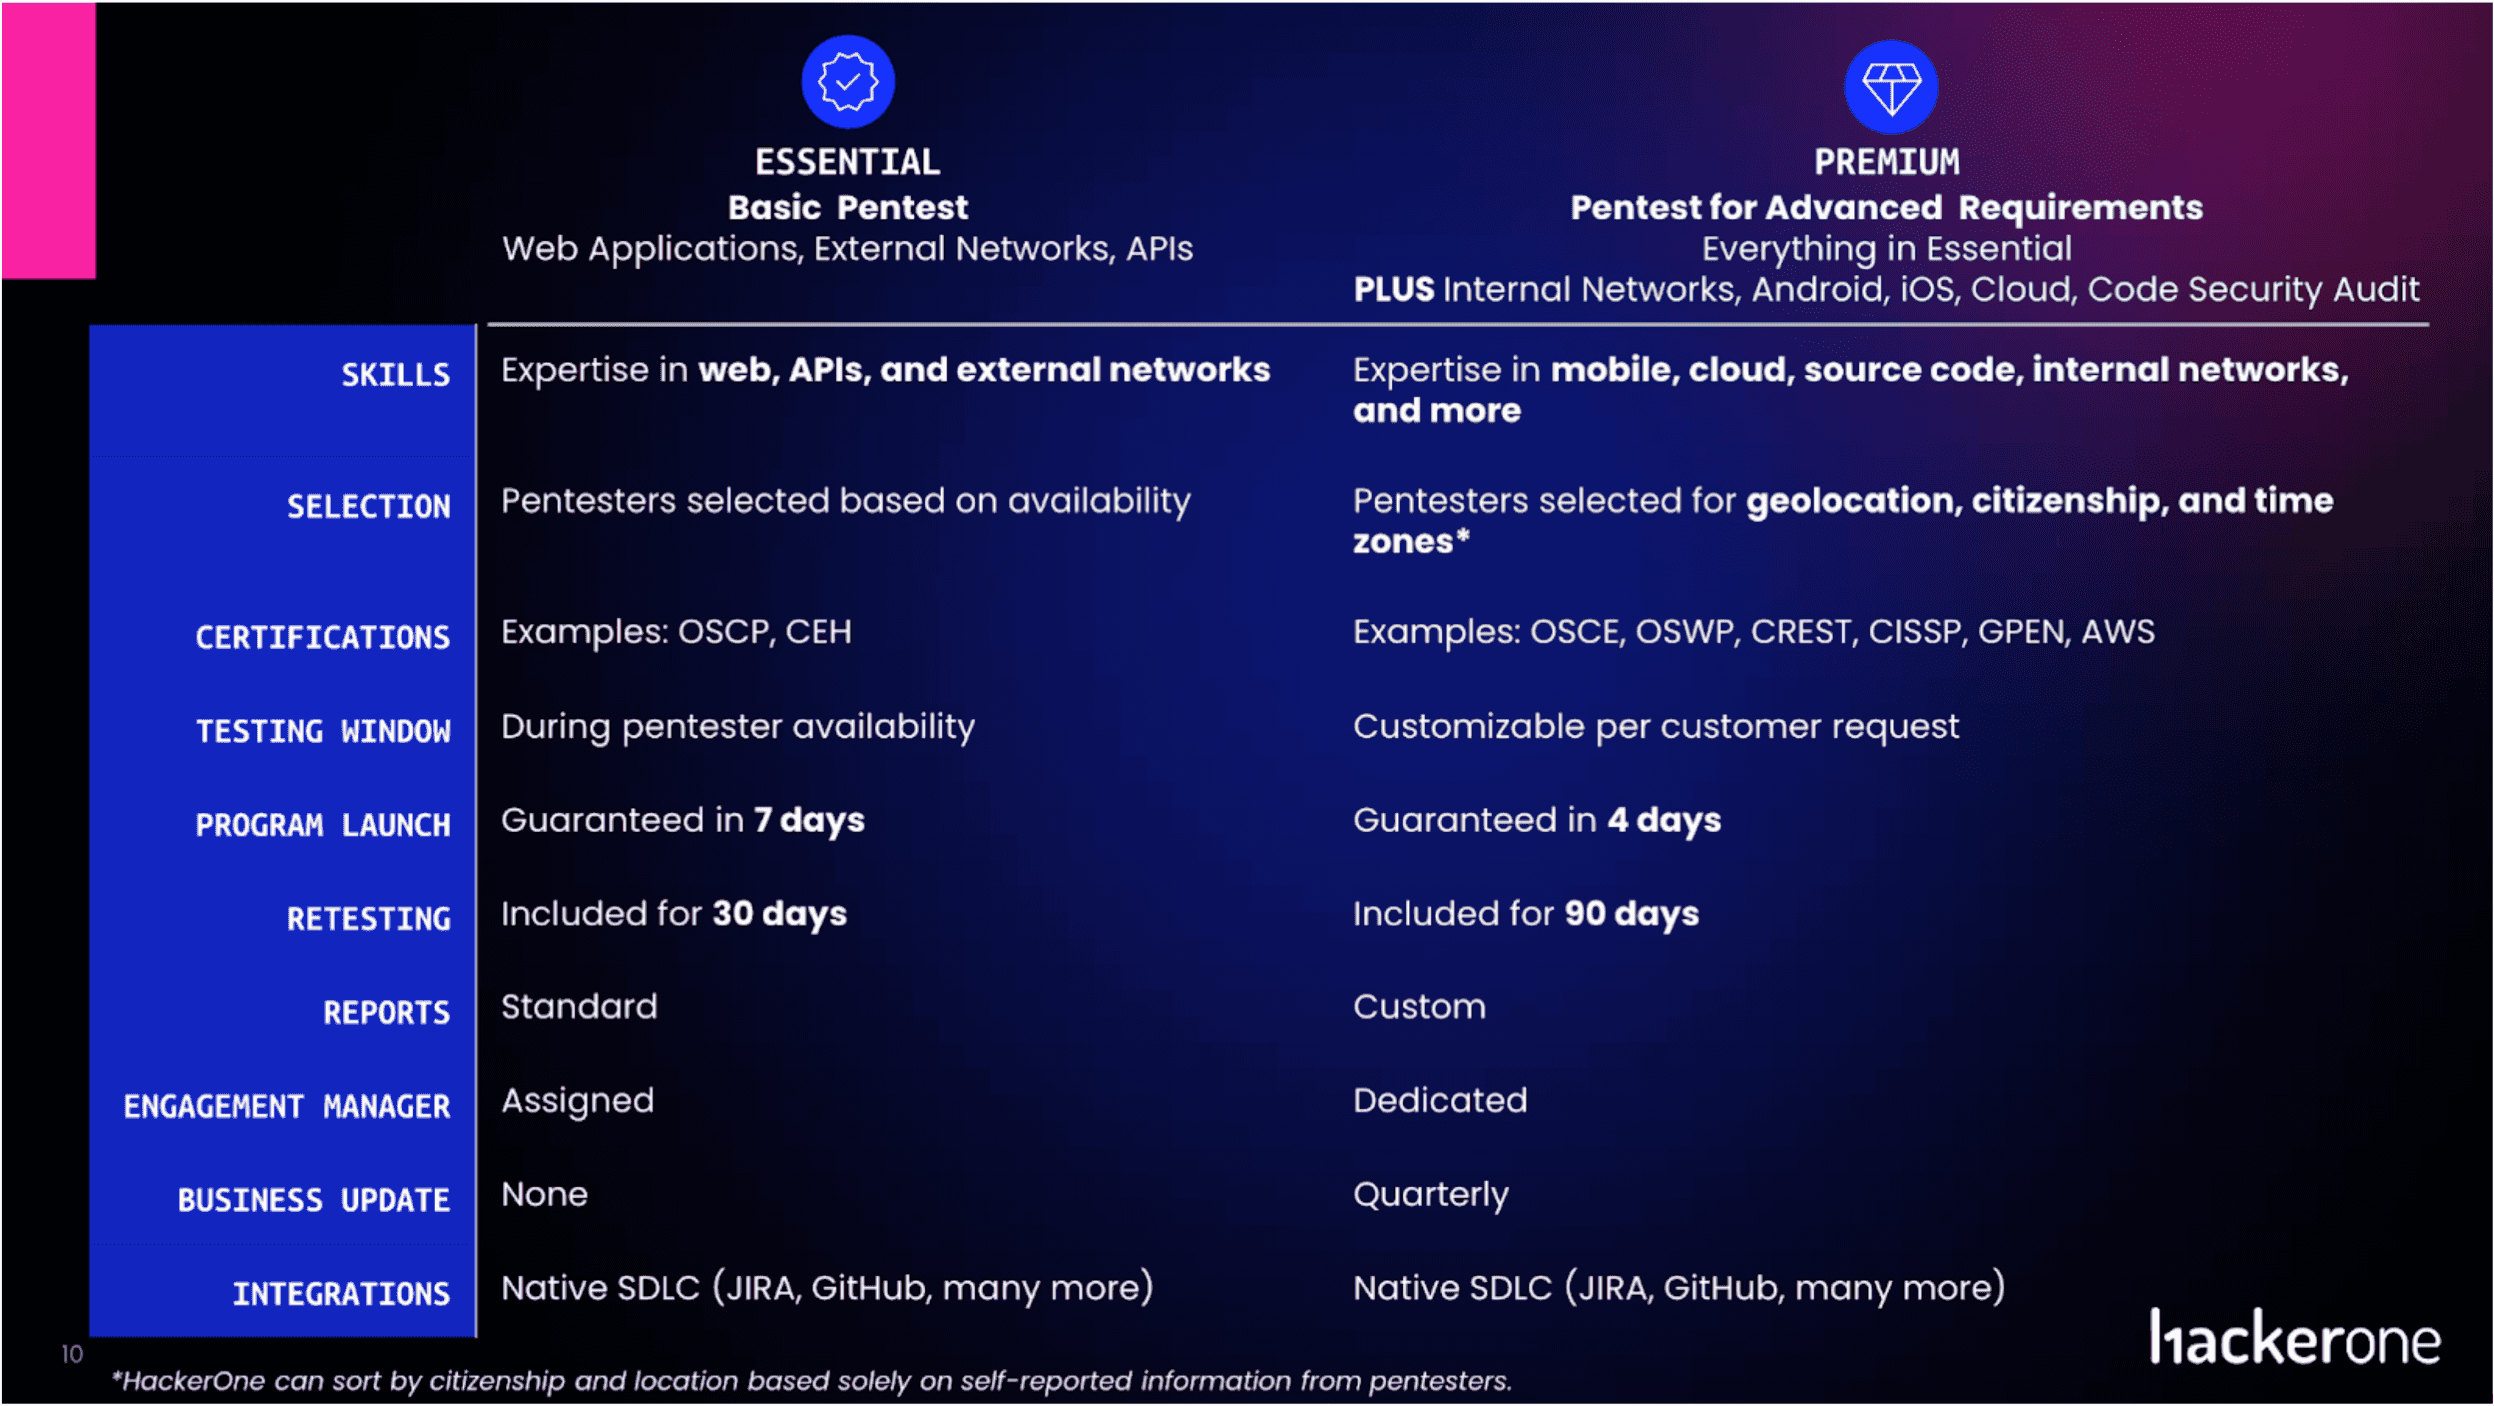 ESSENTIAL
Basic Pentest
Web Applications, External Networks, APIs
PREMIUM
Pentest for Advanced Requirements
Everything in Essential
PLUS Internal Networks, Android, iOS, Cloud, Code Security Audit
SKILLS
Expertise in web, APIs, and external networks
Expertise in mobile, cloud, source code, internal networks,
and more
SELECTION
Pentesters selected based on availability
Pentesters selected for geolocation, citizenship, and time
zones*
CERTIFICATIONS
Examples: OSCP, CEH
Examples: OSCE, OSWP, CREST, CISSP, GPEN, AWS
TESTING WINDOW
During pentester availability
Customizable per customer request
PROGRAM LAUNCH
Guaranteed in 7 days
Guaranteed in 4 days
RETESTING
Included for 30 days
Included for 90 days
REPORTS
Standard
Custom
ENGAGEMENT MANAGER
Assigned
Dedicated
BUSINESS UPDATE
None
Quarterly
INTEGRATIONS
Native SDLC (JIRA, GitHub, many more)
Native SDLC (JIRA, GitHub, many more)
hackerone
10
*HackerOne can sort by citizenship and location based solely on self-reported information from pentesters.